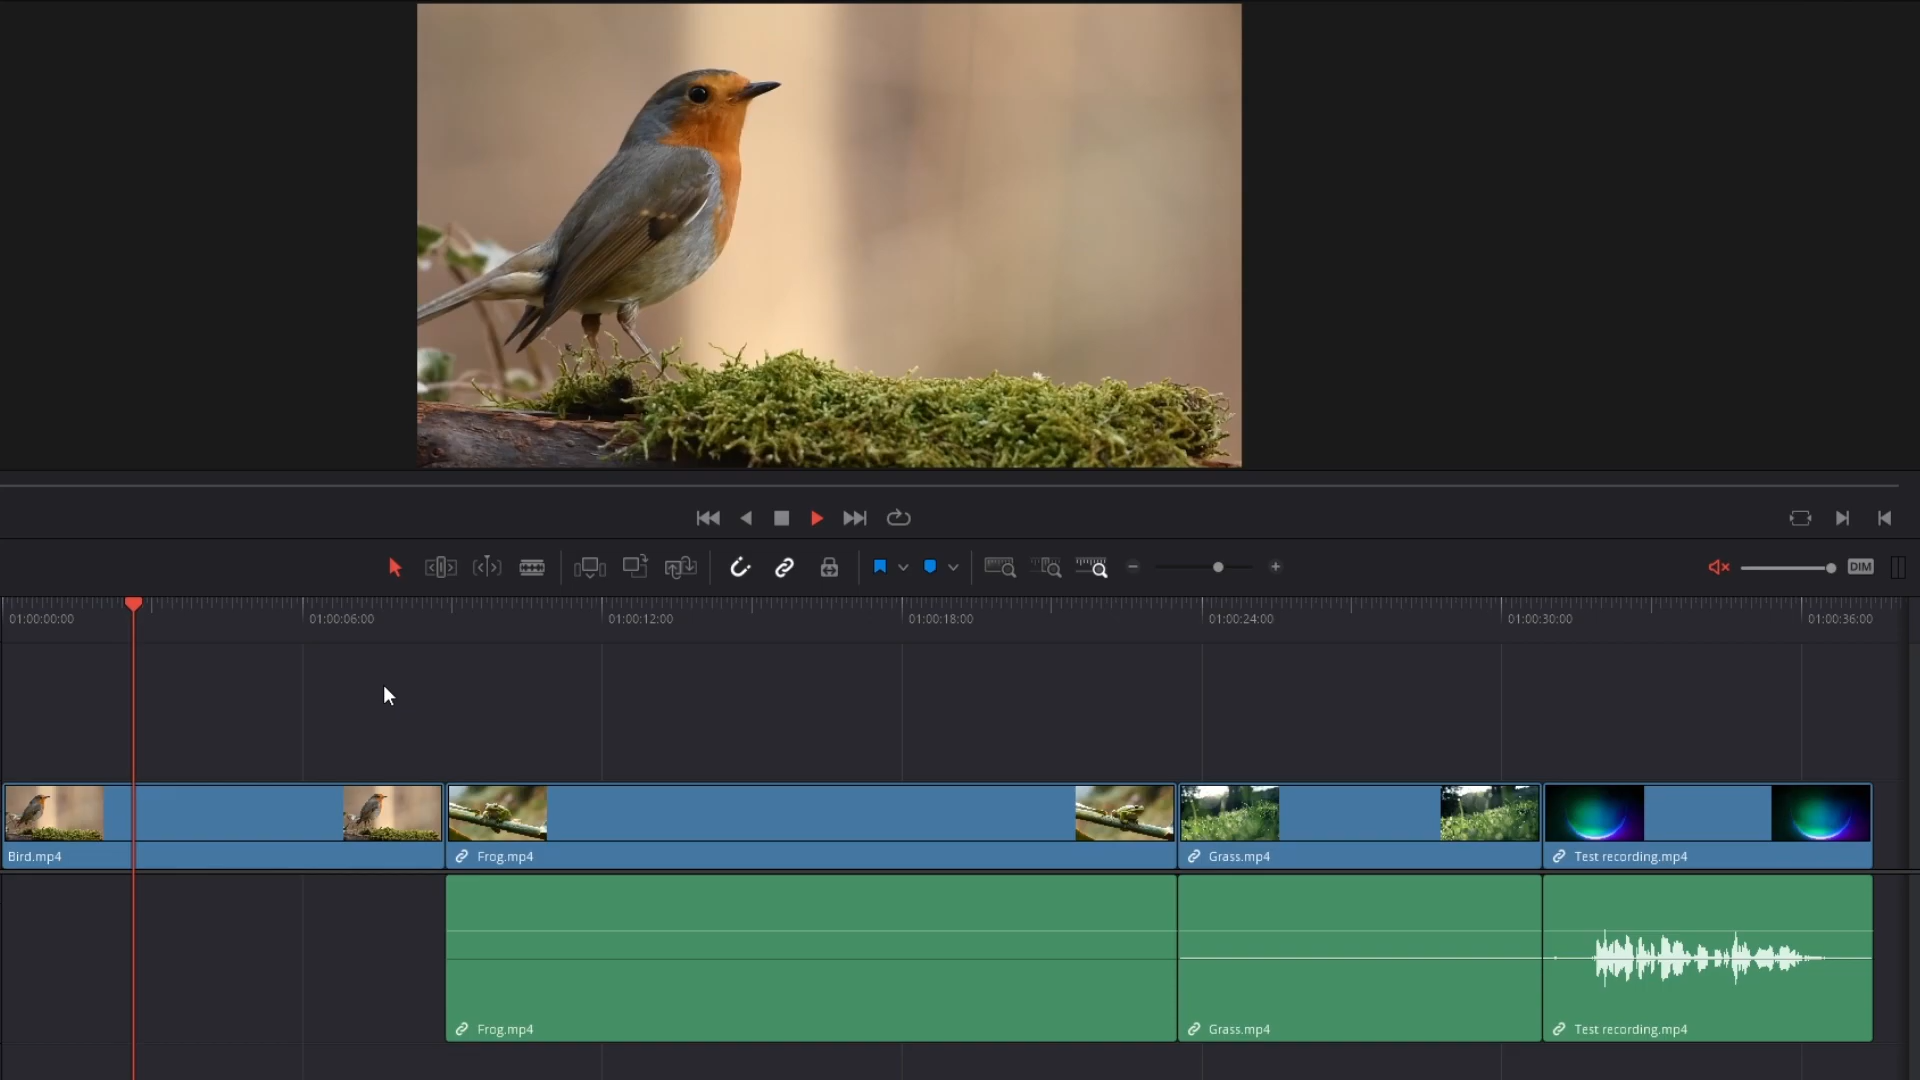 DIM
01:00:00:00 01:00:06:00 01:00:12:00 01:00:18:00 01:00:24:00 01:00:30:00 01:00:36:00
Bird.mp4 Frog.mp4 Grass.mp4 Test recording.mp4
Frog.mp4 Grass.mp4 Test recording.mp4